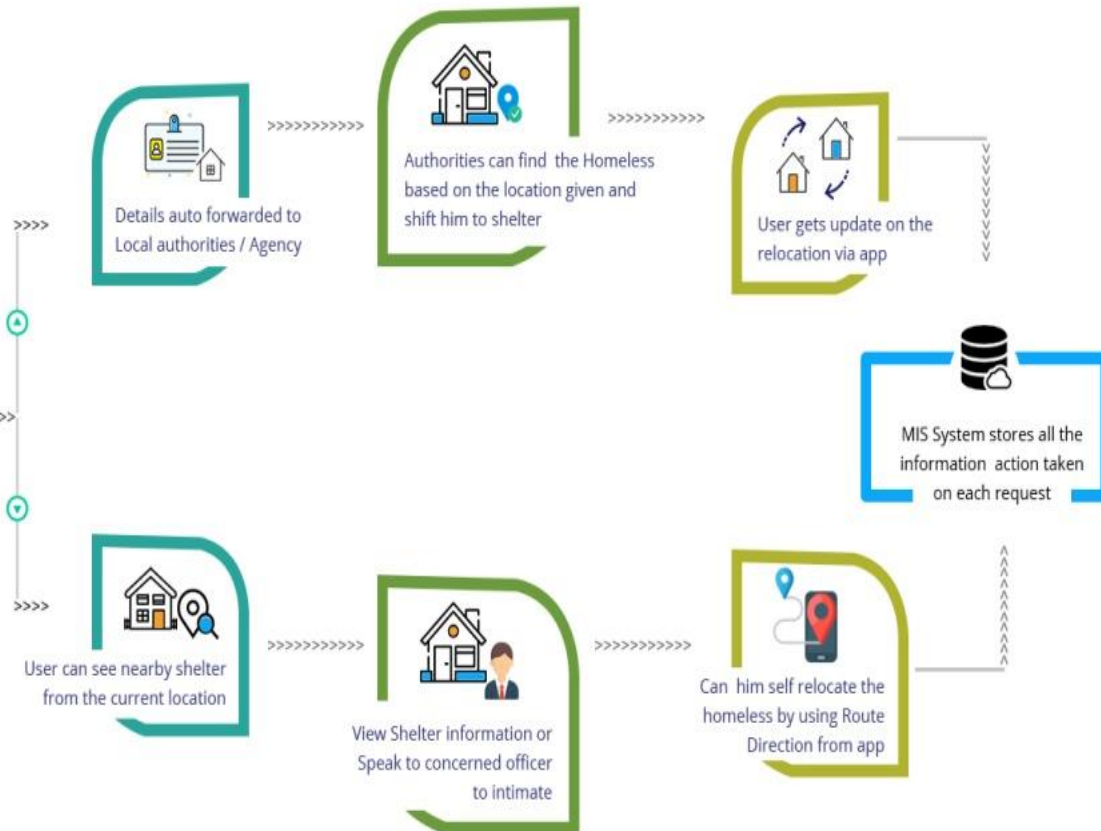 Details auto forwarded to
Local authorities / Agency
>>>>>>>>>>>
Authorities can find the Homeless
based on the location given and
shift him to shelter
>>>>>>>>>>>
User gets update on the
relocation via app
>>>>
>>
MIS System stores all the
information action taken
on each request
>>>>
User can see nearby shelter
from the current location
>>>>>>>>>>>
View Shelter information or
Speak to concerned officer
to intimate
>>>>>>>>>>>
Can him self relocate the
homeless by using Route
Direction from app